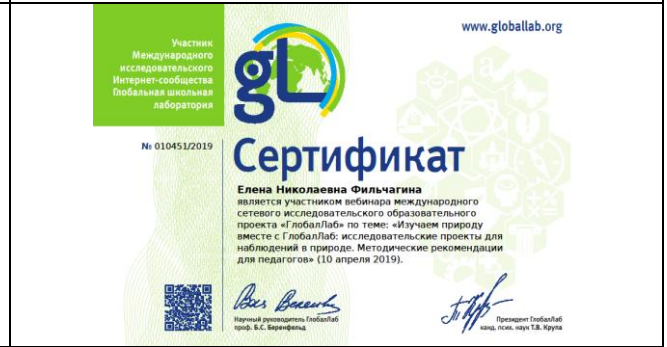 www.globallab.org
Участник
Международного
исследовательского
Интернет-сообщества
Глобальная школьная
лаборатория
gL
№ 010451/2019
Сертификат
Елена Николаевна Фильчагина
является участником вебинара международного
сетевого исследовательского образовательного
проекта «ГлобалЛаб» по теме: «Изучаем природу
вместе с ГлобалЛаб: исследовательские проекты для
наблюдений в природе. Методические рекомендации
для педагогов» (10 апреля 2019).
Научный руководитель ГлобалЛаб
проф. Б.С. Беренфельд
Президент ГлобалЛаб
канд. псих. наук Т.В. Крупа